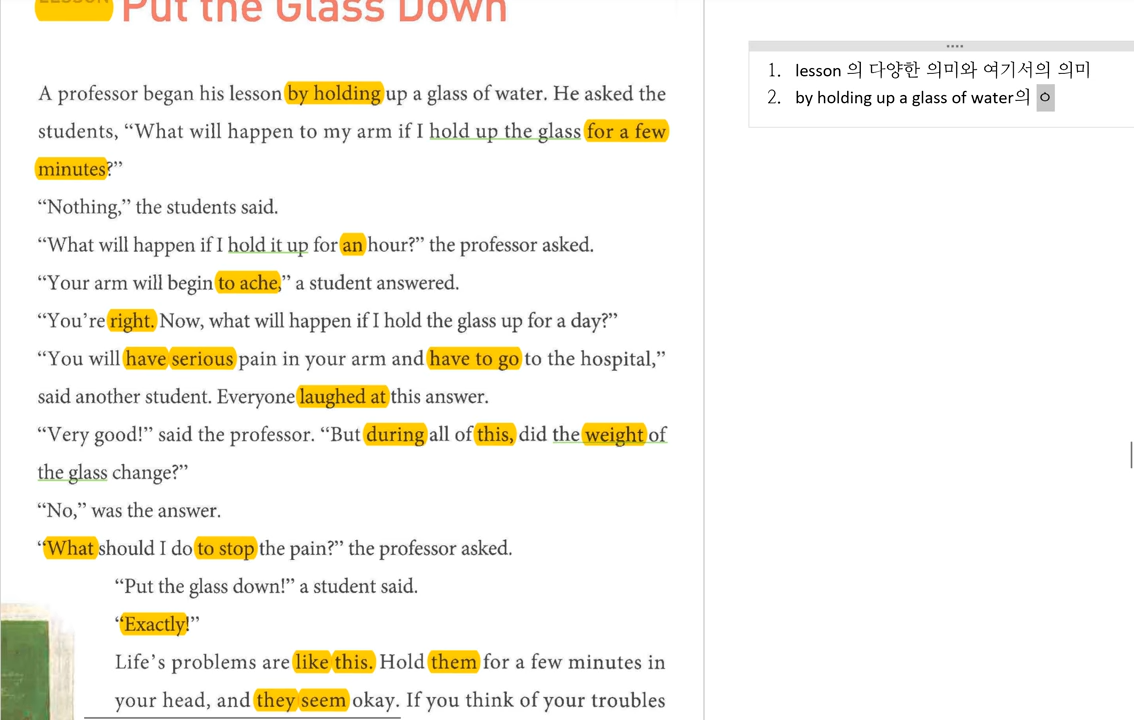 LESSON Put the Glass Down
A professor began his lesson by holding up a glass of water. He asked the
students, “What will happen to my arm if I hold up the glass for a few
minutes?”
“Nothing,” the students said.
“What will happen if I hold it up for an hour?” the professor asked.
“Your arm will begin to ache,” a student answered.
“You’re right. Now, what will happen if I hold the glass up for a day?”
“You will have serious pain in your arm and have to go to the hospital,”
said another student. Everyone laughed at this answer.
“Very good!” said the professor. “But during all of this, did the weight of
the glass change?”
“No,” was the answer.
“What should I do to stop the pain?” the professor asked.
“Put the glass down!” a student said.
“Exactly!”
Life’s problems are like this. Hold them for a few minutes in
your head, and they seem okay. If you think of your troubles
1. lesson 의 다양한 의미와 여기서의 의미
2. by holding up a glass of water의 ㅇ